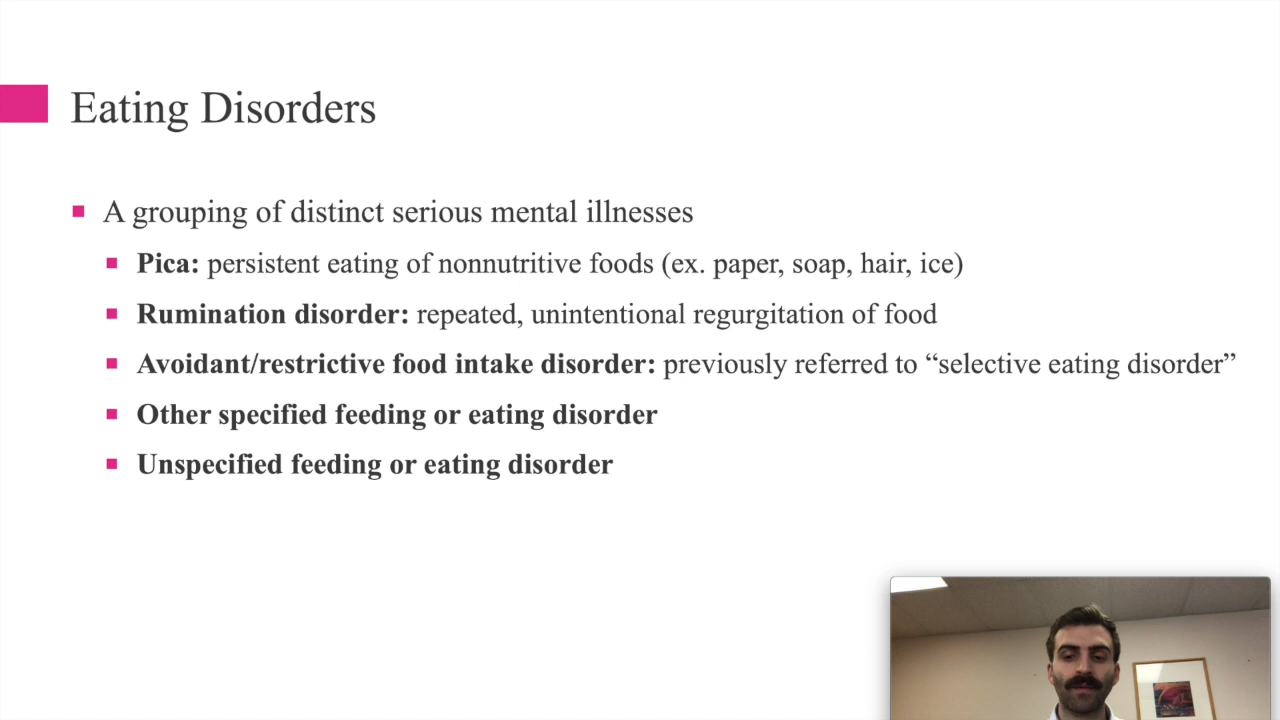 Eating Disorders
A grouping of distinct serious mental illnesses
Pica: persistent eating of nonnutritive foods (ex. paper, soap, hair, ice)
Rumination disorder: repeated, unintentional regurgitation of food
Avoidant/restrictive food intake disorder: previously referred to “selective eating disorder”
Other specified feeding or eating disorder
Unspecified feeding or eating disorder